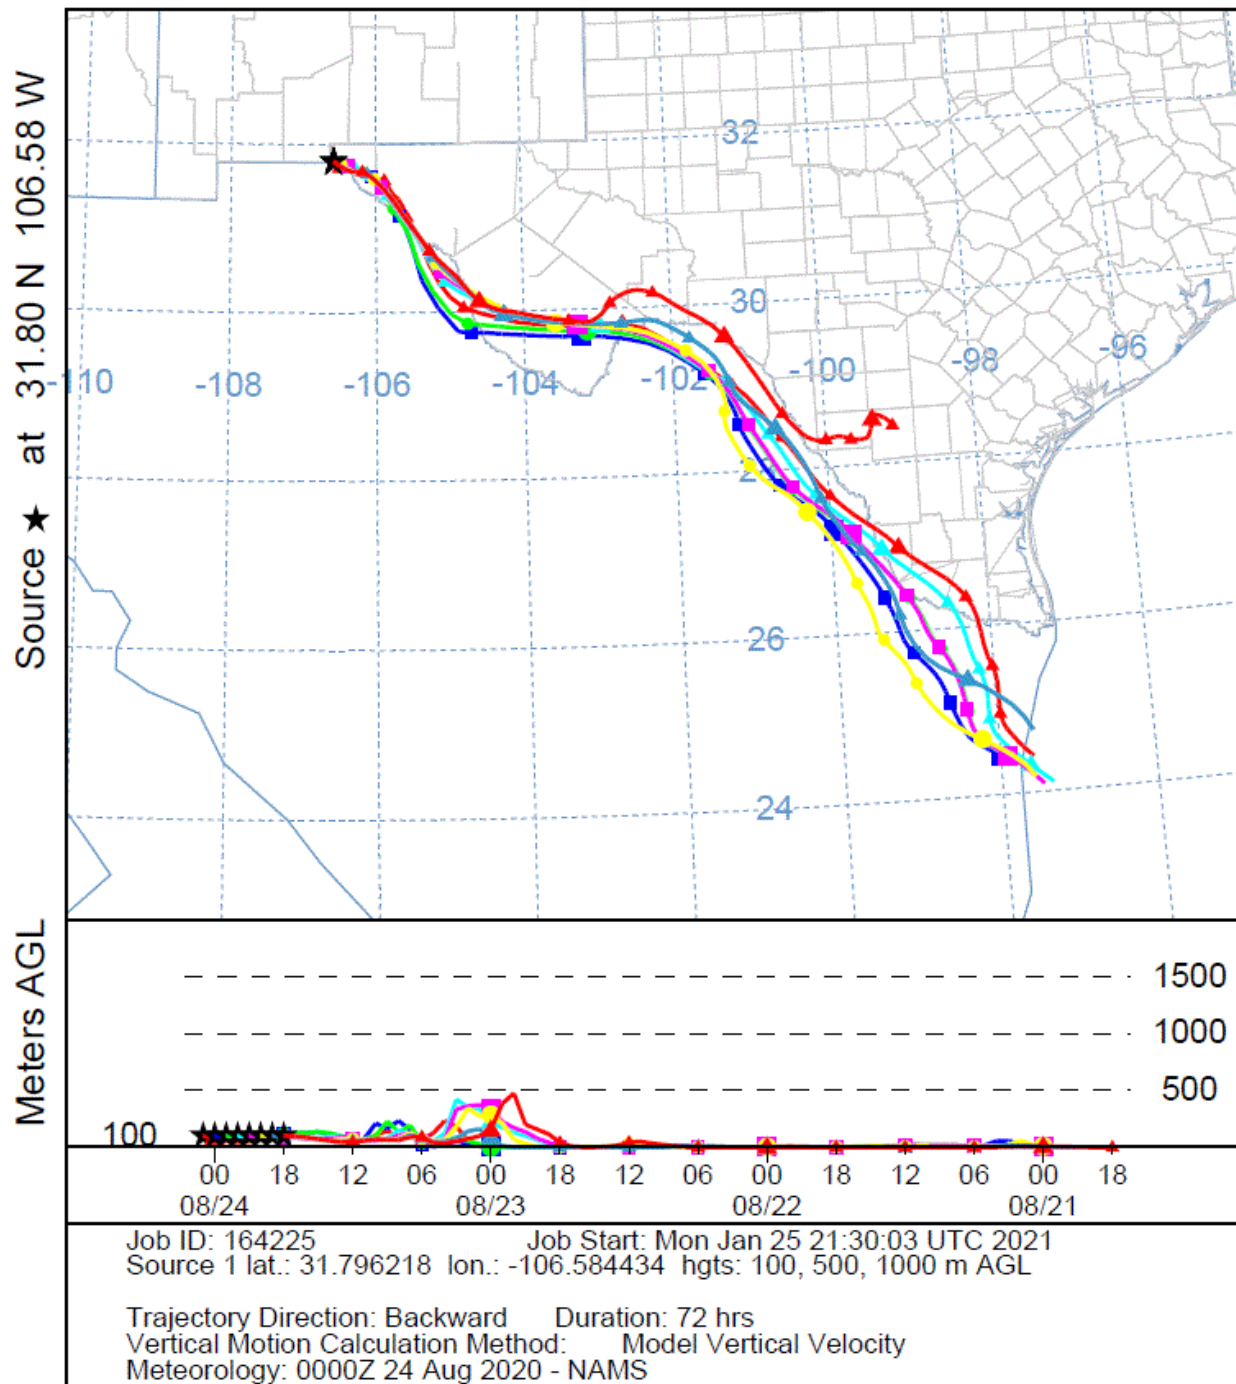 Source ★ at 31.80 N 106.58 W
32
30
-110
-108
-106
-104
-102
-100
-98
-96
26
24
Meters AGL
1500
1000
500
100
00 18 12 06 00 18 12 06 00 18 12 06 00 18
08/24 08/23 08/22 08/21
Job ID: 164225 Job Start: Mon Jan 25 21:30:03 UTC 2021
Source 1 lat.: 31.796218 lon.: -106.584434 hgts: 100, 500, 1000 m AGL
Trajectory Direction: Backward Duration: 72 hrs
Vertical Motion Calculation Method: Model Vertical Velocity
Meteorology: 0000Z 24 Aug 2020 - NAMS